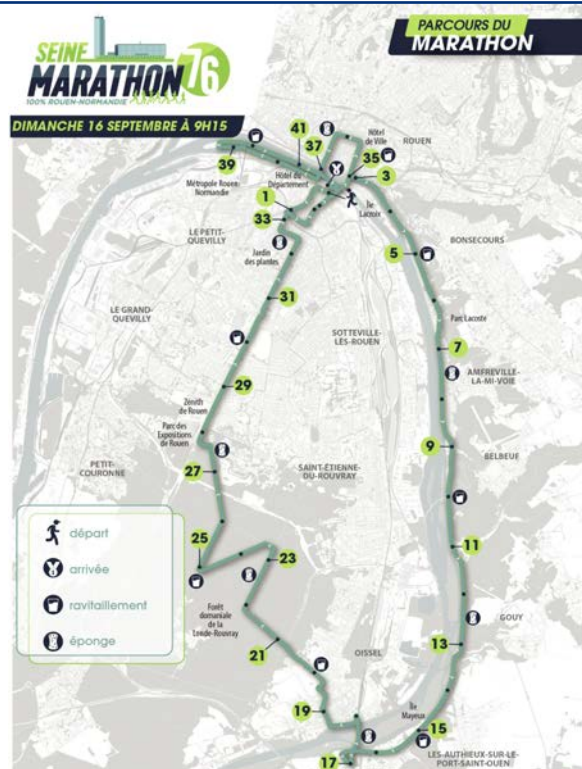 SEINE
MARATHON 76
100% ROUEN-NORMANDIE
DIMANCHE 16 SEPTEMBRE À 9H15
PARCOURS DU
MARATHON
Hôtel
de Ville
ROUEN
41
37
35
3
39
Hôtel du
Département
Métropole Rouen
Normandie
1
Île
Lacroix
33
LE PETIT-
QUEVILLY
Jardin
des plantes
5
BONSECOURS
31
LE GRAND-
QUEVILLY
Parc Lacoste
SOTTEVILLE-
LÈS-ROUEN
7
AMFREVILLE-
LA-MI-VOIE
29
Zénith
de Rouen
Parc des
Expositions
de Rouen
9
BELBEUF
PETIT-
COURONNE
27
SAINT-ÉTIENNE-
DU-ROUVRAY
départ
25
23
11
arrivée
ravitaillement
éponge
Forêt
domaniale
de la
Londe-Rouvray
GOUY
21
OISSEL
13
19
Île
Mayeux
15
17
LES-AUTHIEUX-SUR-LE-
PORT-SAINT-OUEN